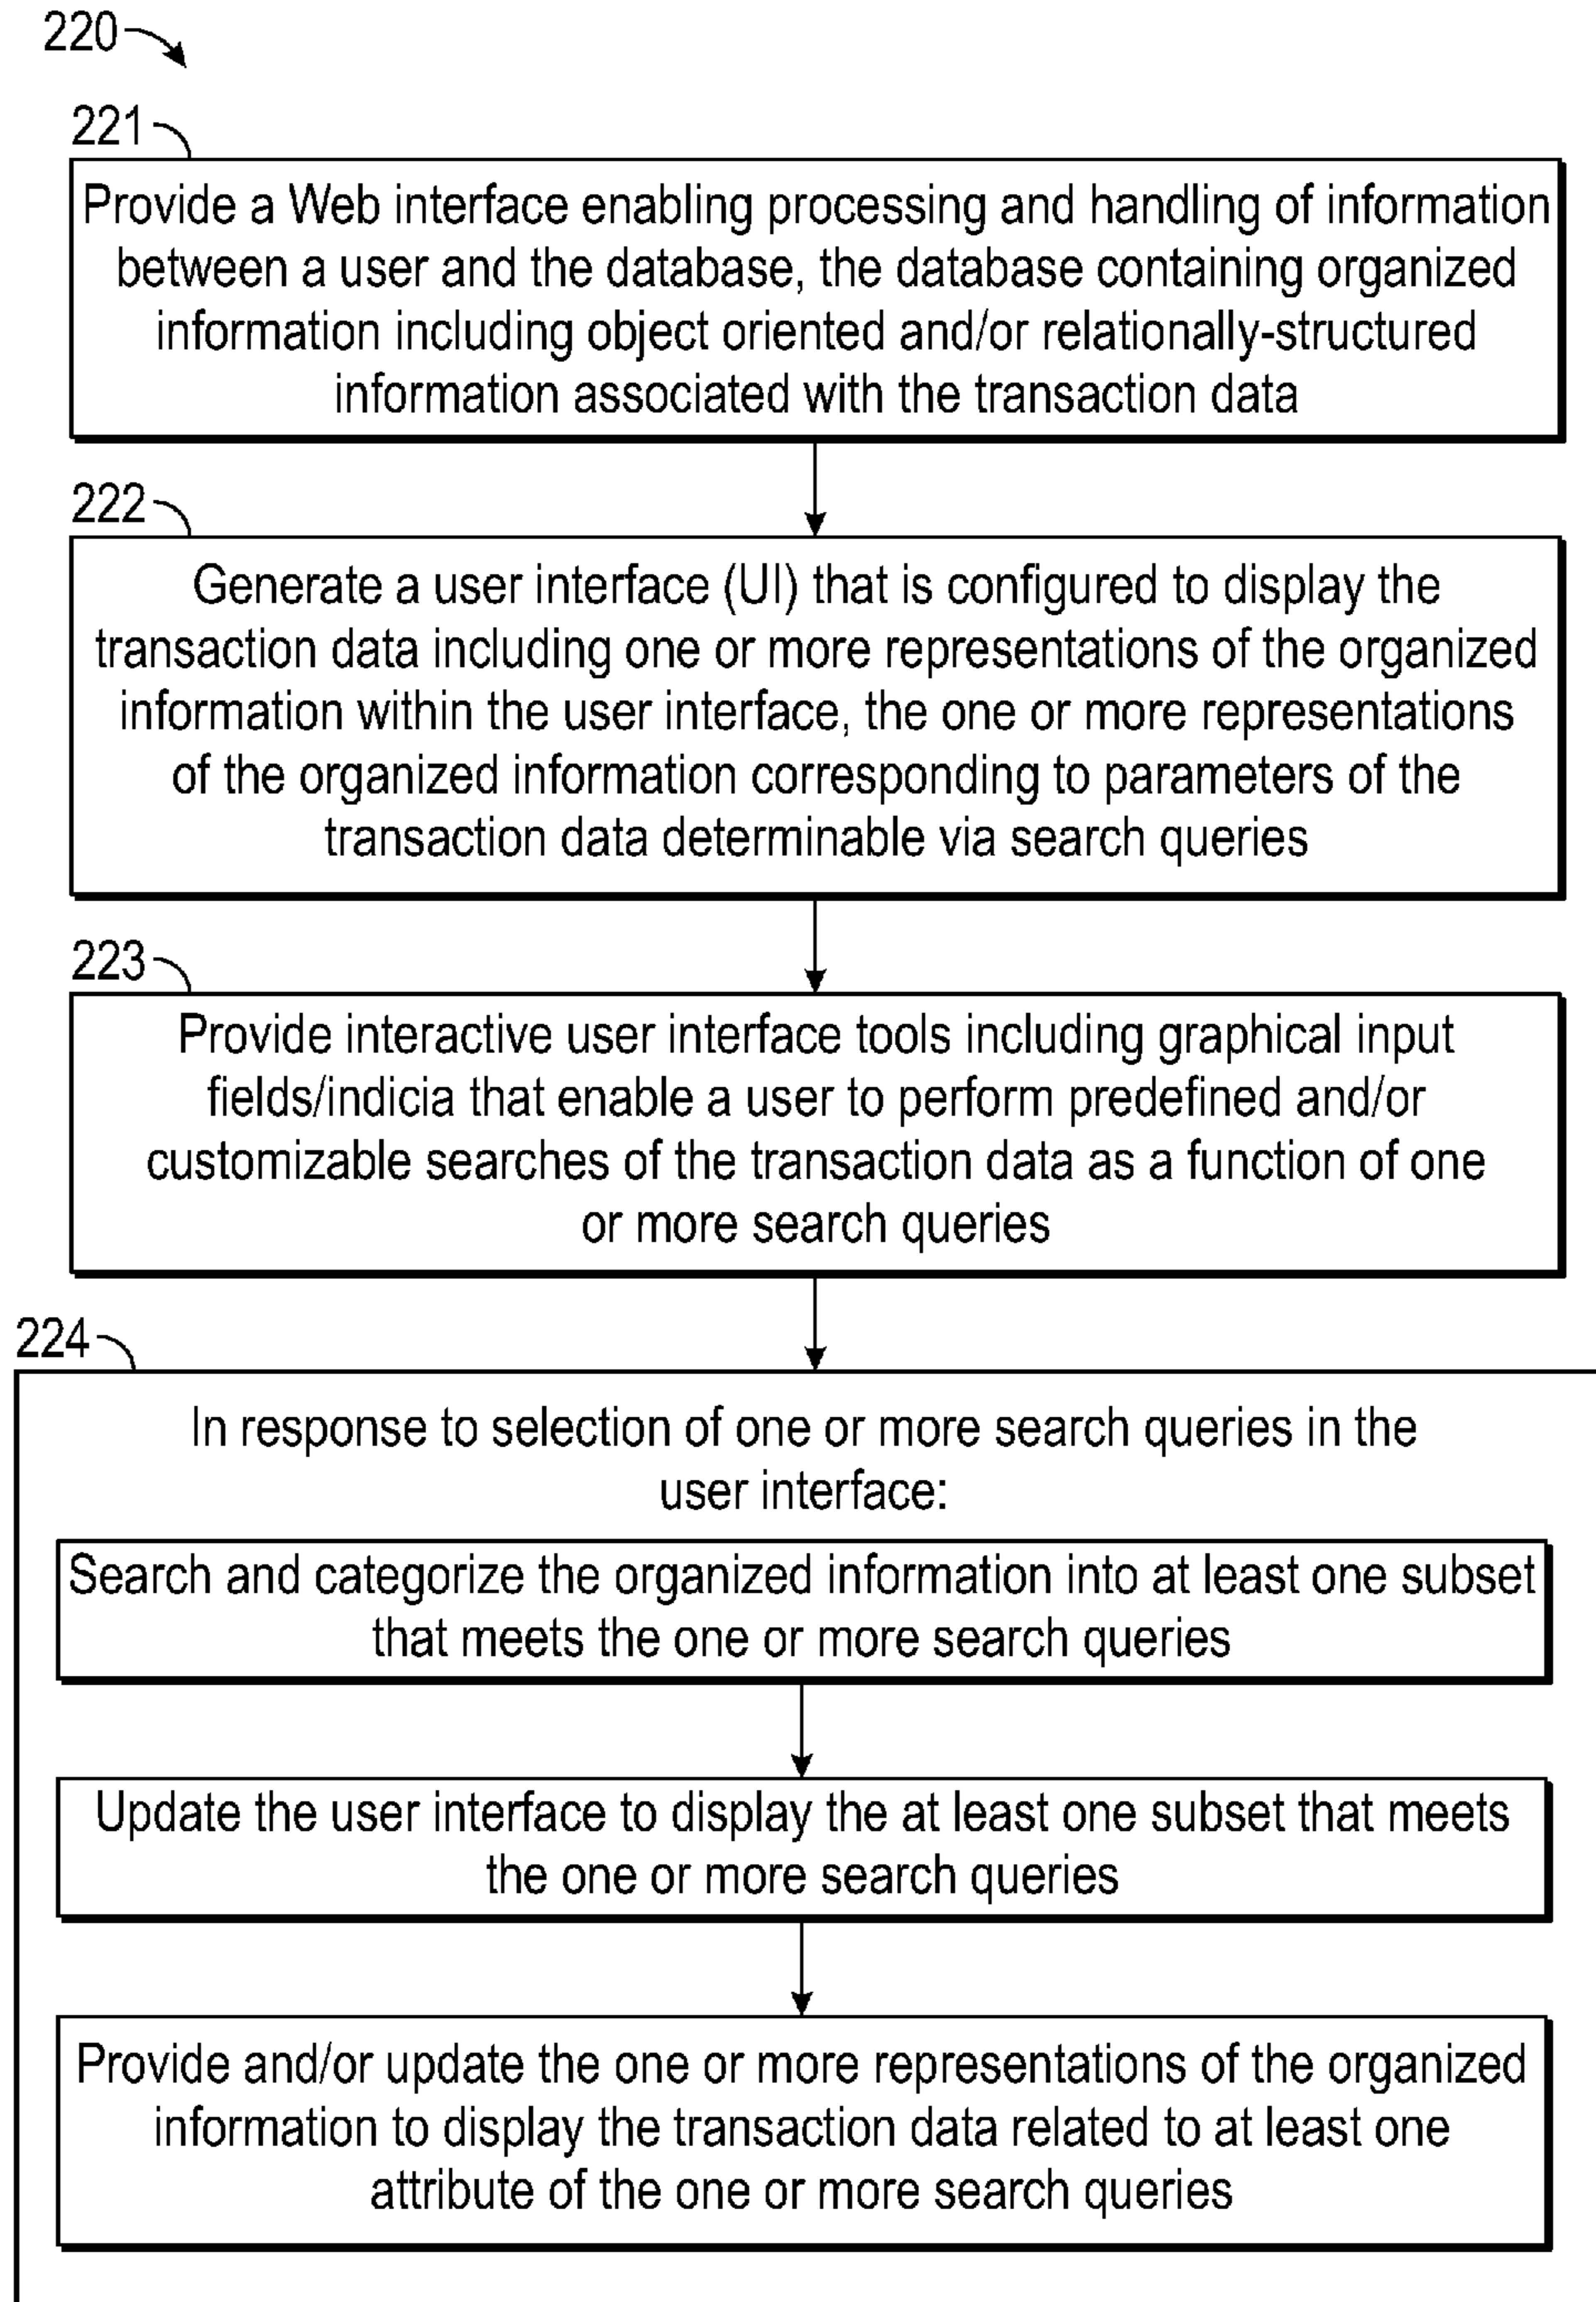 220
221
Provide a Web interface enabling processing and handling of information
between a user and the database, the database containing organized
information including object oriented and/or relationally-structured
information associated with the transaction data
222
Generate a user interface (UI) that is configured to display the
transaction data including one or more representations of the organized
information within the user interface, the one or more representations
of the organized information corresponding to parameters of the
transaction data determinable via search queries
223
Provide interactive user interface tools including graphical input
fields/indicia that enable a user to perform predefined and/or
customizable searches of the transaction data as a function of one
or more search queries
224
In response to selection of one or more search queries in the
user interface:
Search and categorize the organized information into at least one subset
that meets the one or more search queries
Update the user interface to display the at least one subset that meets
the one or more search queries
Provide and/or update the one or more representations of the organized
information to display the transaction data related to at least one
attribute of the one or more search queries